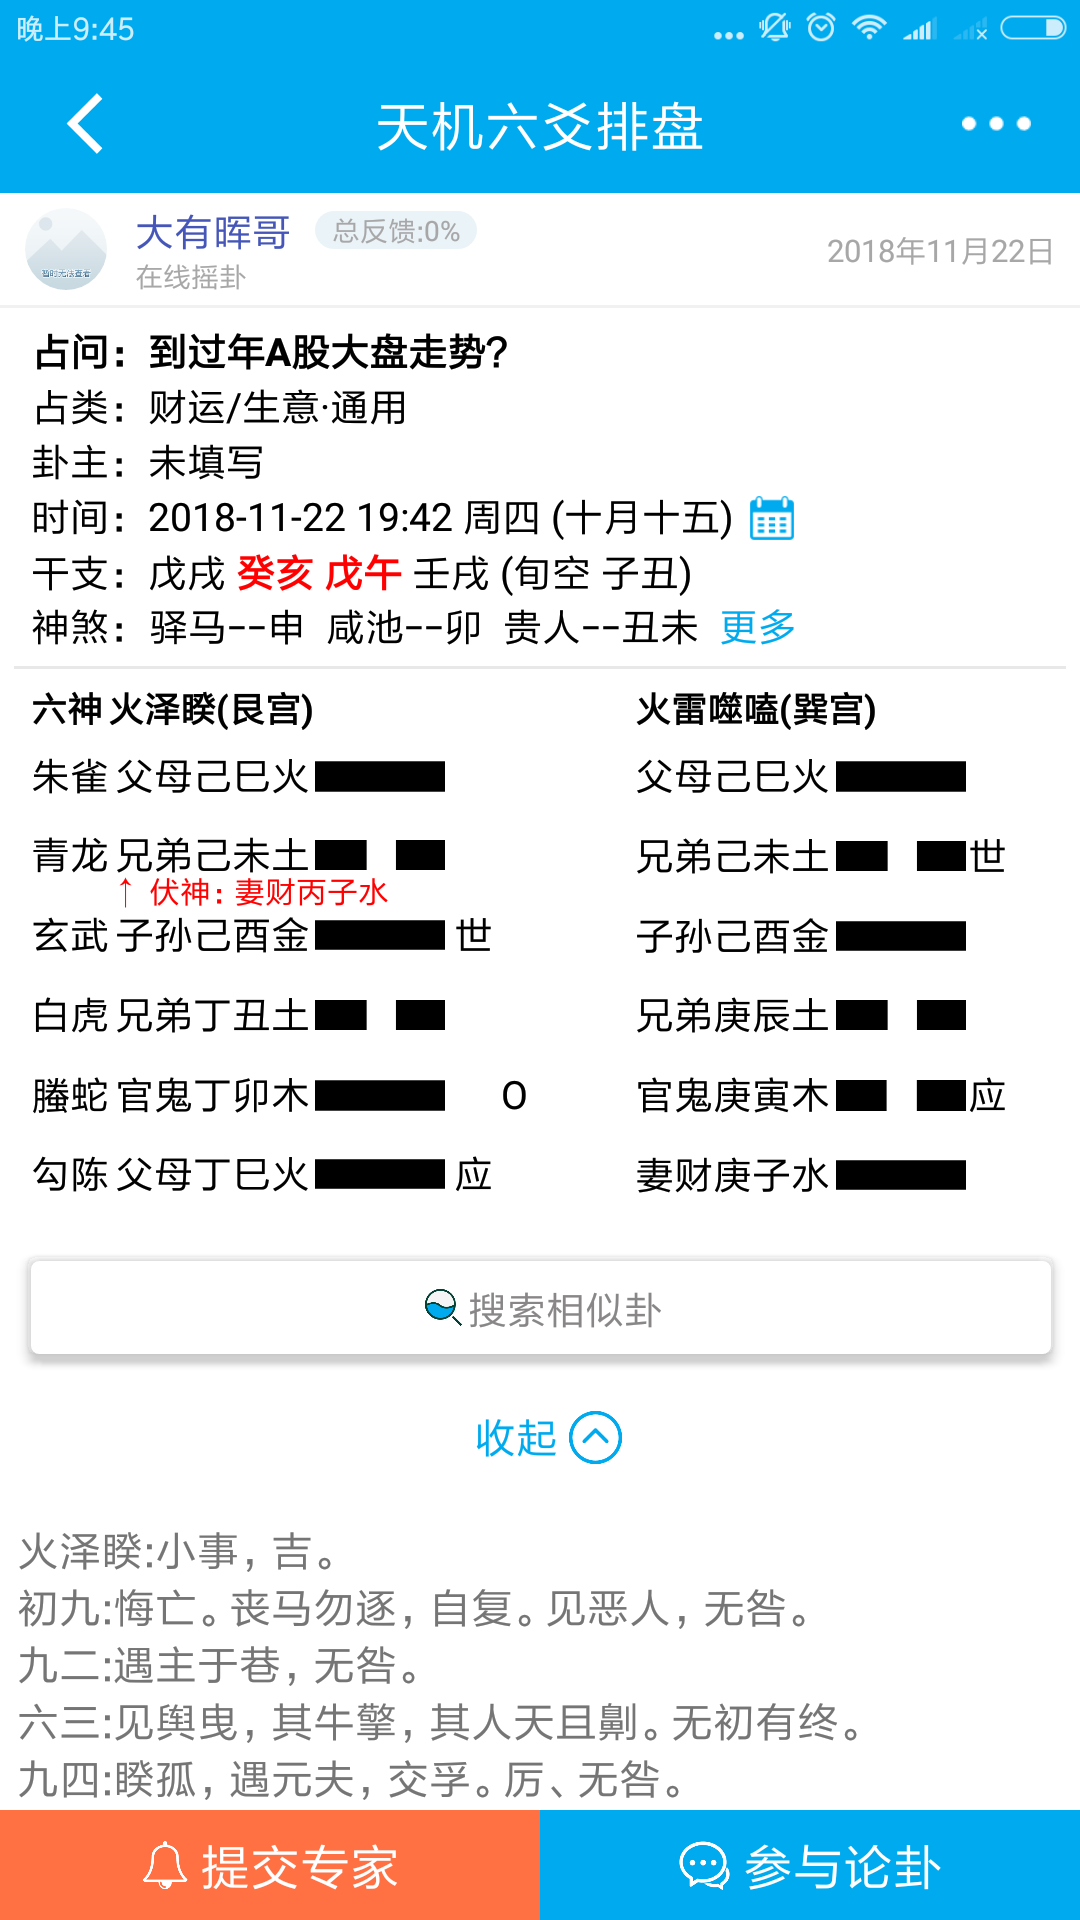 晚上9:45
天机六爻排盘
大有晖哥 总反馈:0%
在线摇卦
2018年11月22日
占问：到过年A股大盘走势？
占类：财运/生意·通用
卦主：未填写
时间：2018-11-22 19:42 周四 (十月十五)
干支：戊戌 癸亥 戊午 壬戌 (旬空 子丑)
神煞：驿马--申 咸池--卯 贵人--丑未 更多
六神 火泽睽(艮宫) 火雷噬嗑(巽宫)
朱雀 父母己巳火 父母己巳火
青龙 兄弟己未土 兄弟己未土 世
↑ 伏神：妻财丙子水
玄武 子孙己酉金 世 子孙己酉金
白虎 兄弟丁丑土 兄弟庚辰土
螣蛇 官鬼丁卯木 O 官鬼庚寅木 应
勾陈 父母丁巳火 应 妻财庚子水
搜索相似卦
收起
火泽睽:小事，吉。
初九:悔亡。丧马勿逐，自复。见恶人，无咎。
九二:遇主于巷，无咎。
六三:见舆曳，其牛掣，其人天且劓。无初有终。
九四:睽孤，遇元夫，交孚。厉、无咎。
提交专家
参与论卦